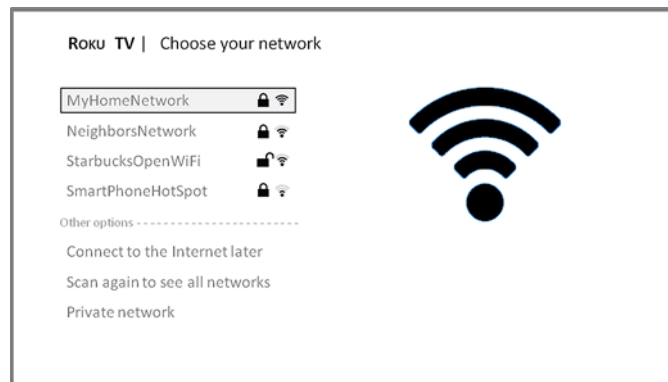 Roku TV | Choose your network
MyHomeNetwork
NeighborsNetwork
StarbucksOpenWiFi
SmartPhoneHotSpot
Other options ------------------------
Connect to the Internet later
Scan again to see all networks
Private network